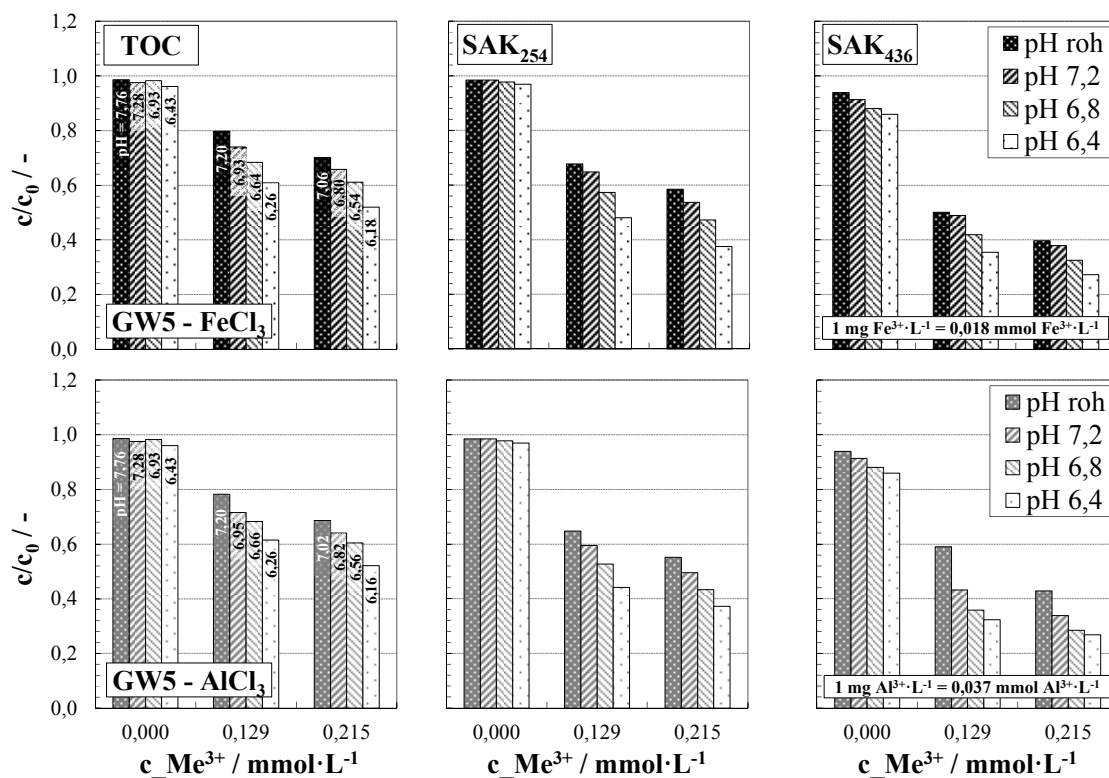 TOC
SAK254
SAK436
pH roh
pH 7,2
pH 6,8
pH 6,4
c/c0 / -
1,2
1,0
0,8
0,6
0,4
0,2
0,0
pH = 7.76
7,28
6,93
6,43
7,20
6,93
6,64
6,26
7,06
6,80
6,54
6,18
GW5 - FeCl3
1 mg Fe³⁺·L⁻¹ = 0,018 mmol Fe³⁺·L⁻¹
pH roh
pH 7,2
pH 6,8
pH 6,4
c/c0 / -
1,2
1,0
0,8
0,6
0,4
0,2
0,0
pH = 7.76
7,28
6,93
6,43
7,20
6,95
6,66
6,26
7,02
6,82
6,56
6,16
GW5 - AlCl3
1 mg Al³⁺·L⁻¹ = 0,037 mmol Al³⁺·L⁻¹
0,000 0,129 0,215
0,000 0,129 0,215
0,000 0,129 0,215
c_Me³⁺ / mmol·L⁻¹
c_Me³⁺ / mmol·L⁻¹
c_Me³⁺ / mmol·L⁻¹